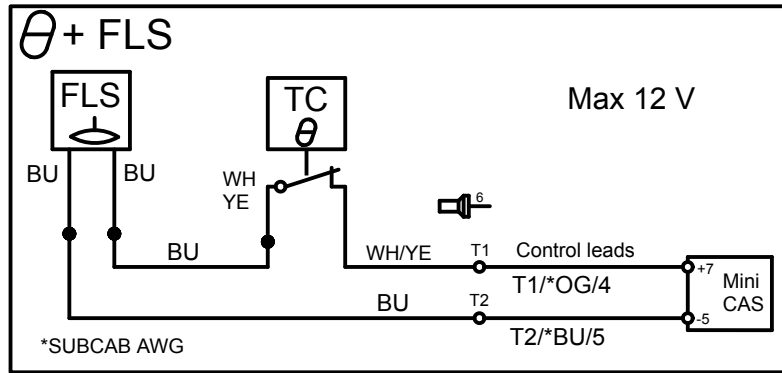 θ + FLS
FLS
TC
θ
Max 12 V
BU
BU
WH
YE
6
BU
WH/YE
T1
Control leads
+7
T1/*OG/4
Mini
CAS
BU
T2
-5
T2/*BU/5
*SUBCAB AWG